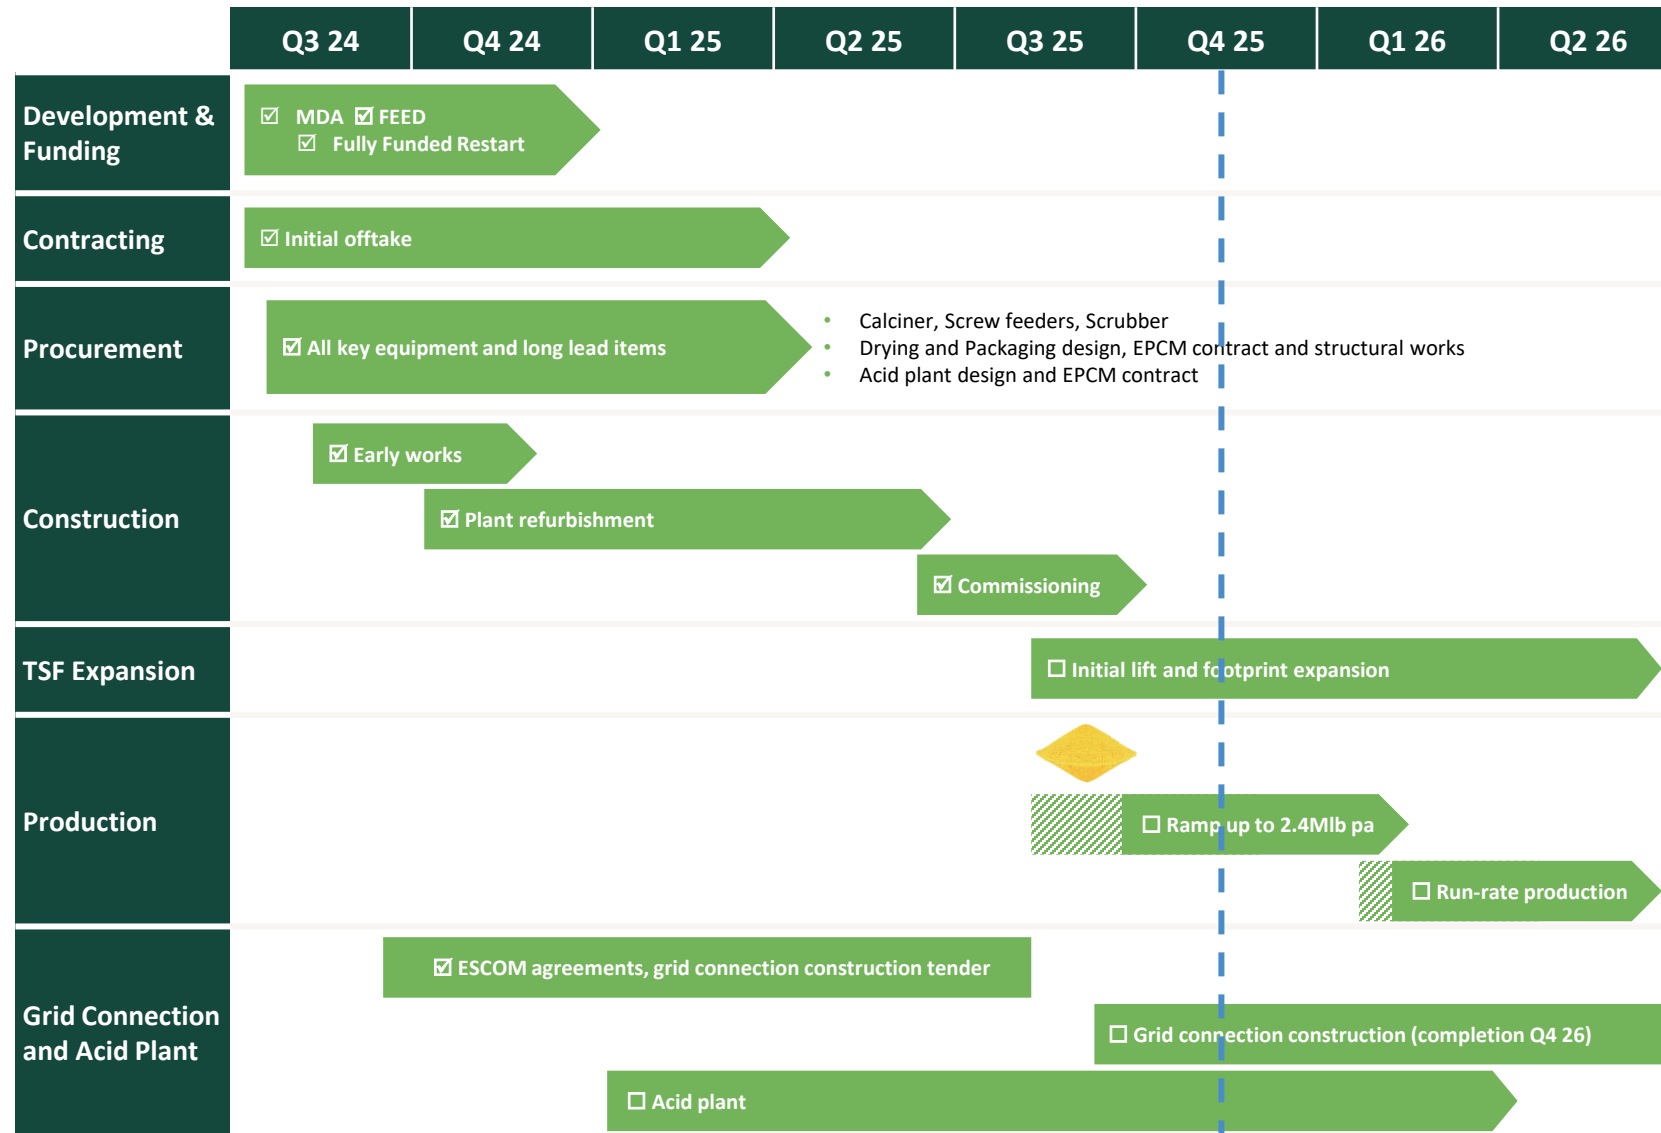 Q3 24 Q4 24 Q1 25 Q2 25 Q3 25 Q4 25 Q1 26 Q2 26
Development &
Funding
☑ MDA ☑ FEED
☑ Fully Funded Restart
Contracting
☑ Initial offtake
Procurement
☑ All key equipment and long lead items
• Calciner, Screw feeders, Scrubber
• Drying and Packaging design, EPCM contract and structural works
• Acid plant design and EPCM contract
Construction
☑ Early works
☑ Plant refurbishment
☑ Commissioning
TSF Expansion
☐ Initial lift and footprint expansion
Production
☐ Ramp up to 2.4Mlb pa
☐ Run-rate production
Grid Connection
and Acid Plant
☑ ESCOM agreements, grid connection construction tender
☐ Grid connection construction (completion Q4 26)
☐ Acid plant